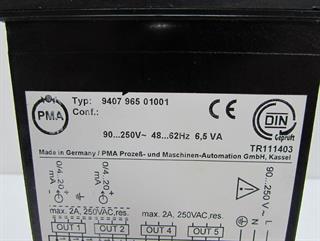 PMA
Typ: 9407 965 01001
Conf.:
CE
DIN
Geprüft
90...250V~ 48...62Hz 6,5 VA
TR111403
Made in Germany / PMA Prozeß- und Maschinen-Automation GmbH, Kassel
0/4..20 mA
0/4..20 mA
90...250V~
L
N
max. 2A, 250VAC,res.
max. 2A, 250VAC,res.
OUT 1
OUT 2
OUT 4
OUT 5